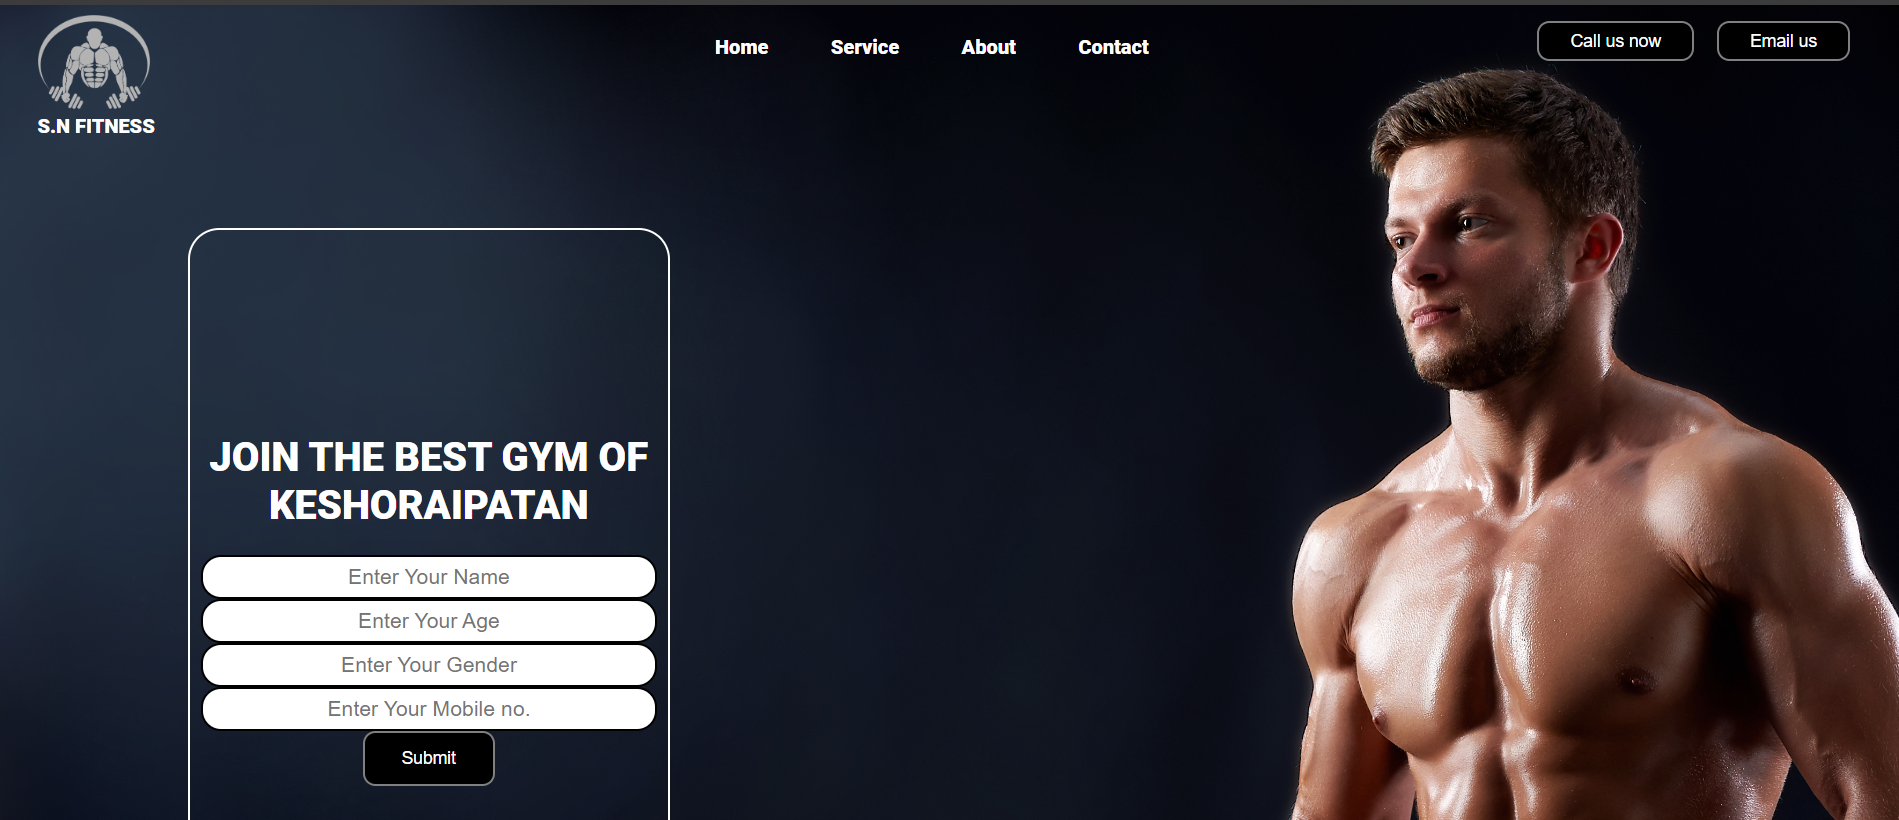 Home Service About Contact
Call us now
Email us
S.N FITNESS
JOIN THE BEST GYM OF
KESHORAIPATAN
Enter Your Name
Enter Your Age
Enter Your Gender
Enter Your Mobile no.
Submit